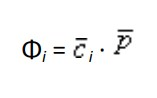 Φᵢ = c̄ᵢ · p̄